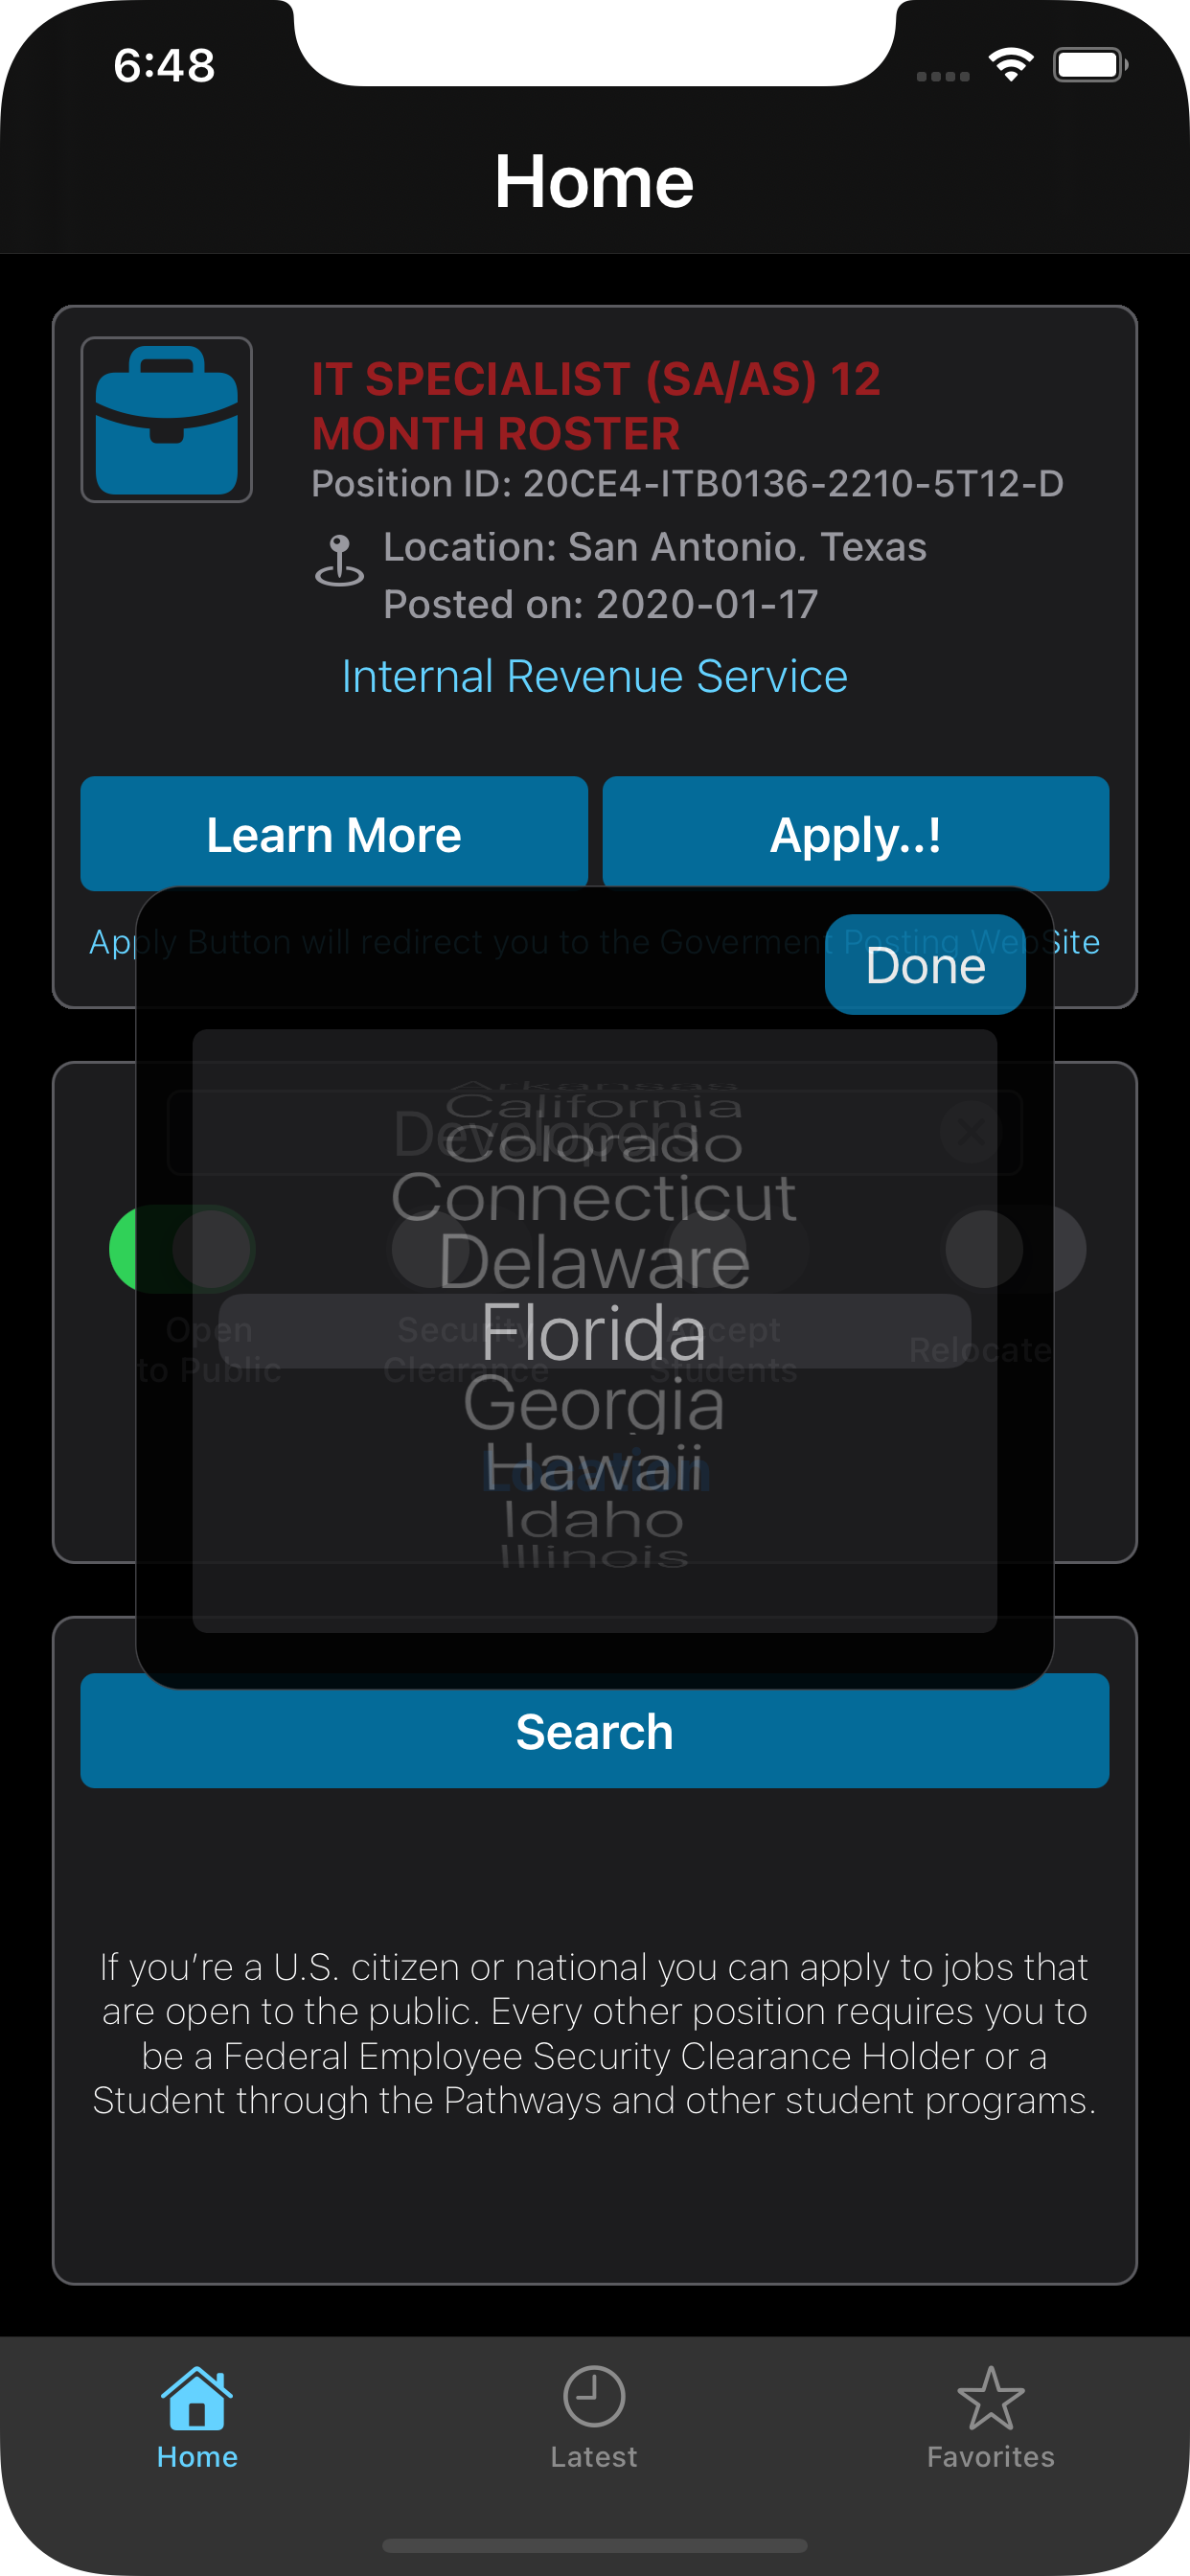 6:48
Home
IT SPECIALIST (SA/AS) 12
MONTH ROSTER
Position ID: 20CE4-ITB0136-2210-5T12-D
Location: San Antonio, Texas
Posted on: 2020-01-17
Internal Revenue Service
Learn More
Apply..!
Apply Button will redirect you to the Goverment Posting WebSite
Done
Arkansas
California
Developers
Colorado
Connecticut
Delaware
Florida
Open
to Public
Security
Clearance
Accept
Students
Relocate
Georgia
Hawaii
Location
Idaho
Illinois
Search
If you're a U.S. citizen or national you can apply to jobs that
are open to the public. Every other position requires you to
be a Federal Employee Security Clearance Holder or a
Student through the Pathways and other student programs.
Home
Latest
Favorites